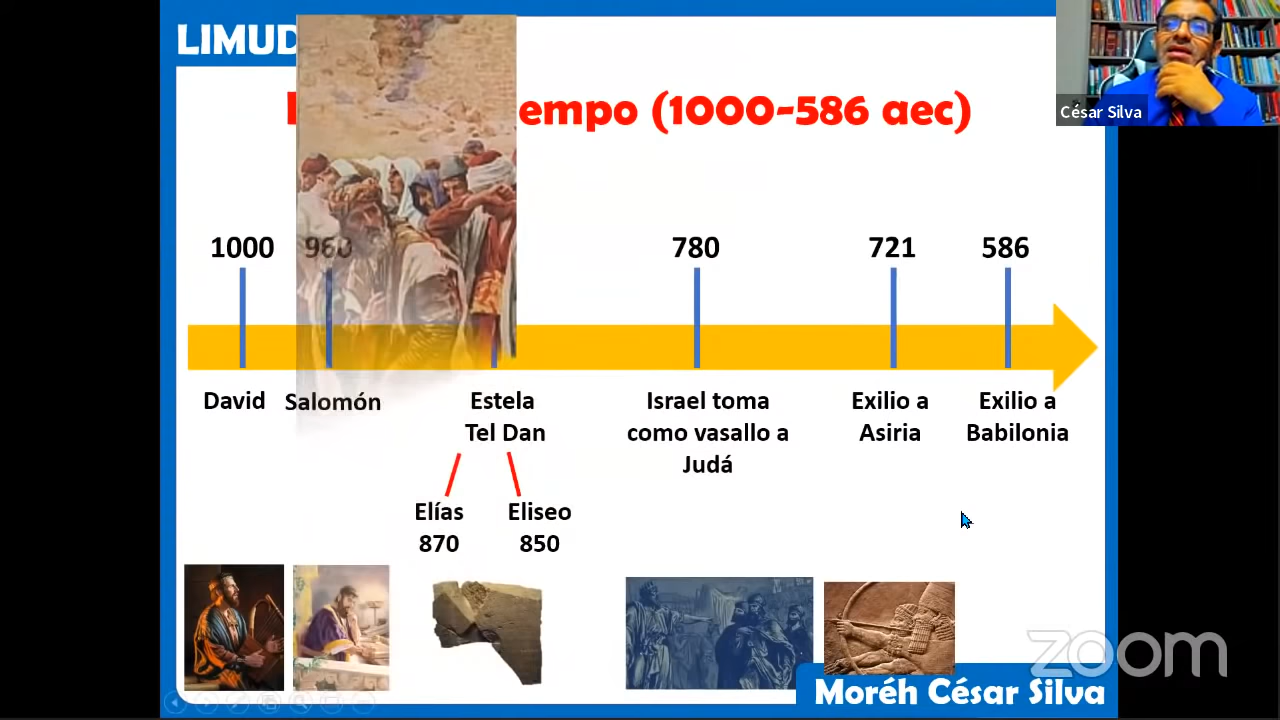 LIMUD
empo (1000-586 aec)
César Silva
1000 960 780 721 586
David Salomón Estela Israel toma Exilio a Exilio a
Tel Dan como vasallo a Asiria Babilonia
Judá
Elías Eliseo
870 850
zoom
Moréh César Silva